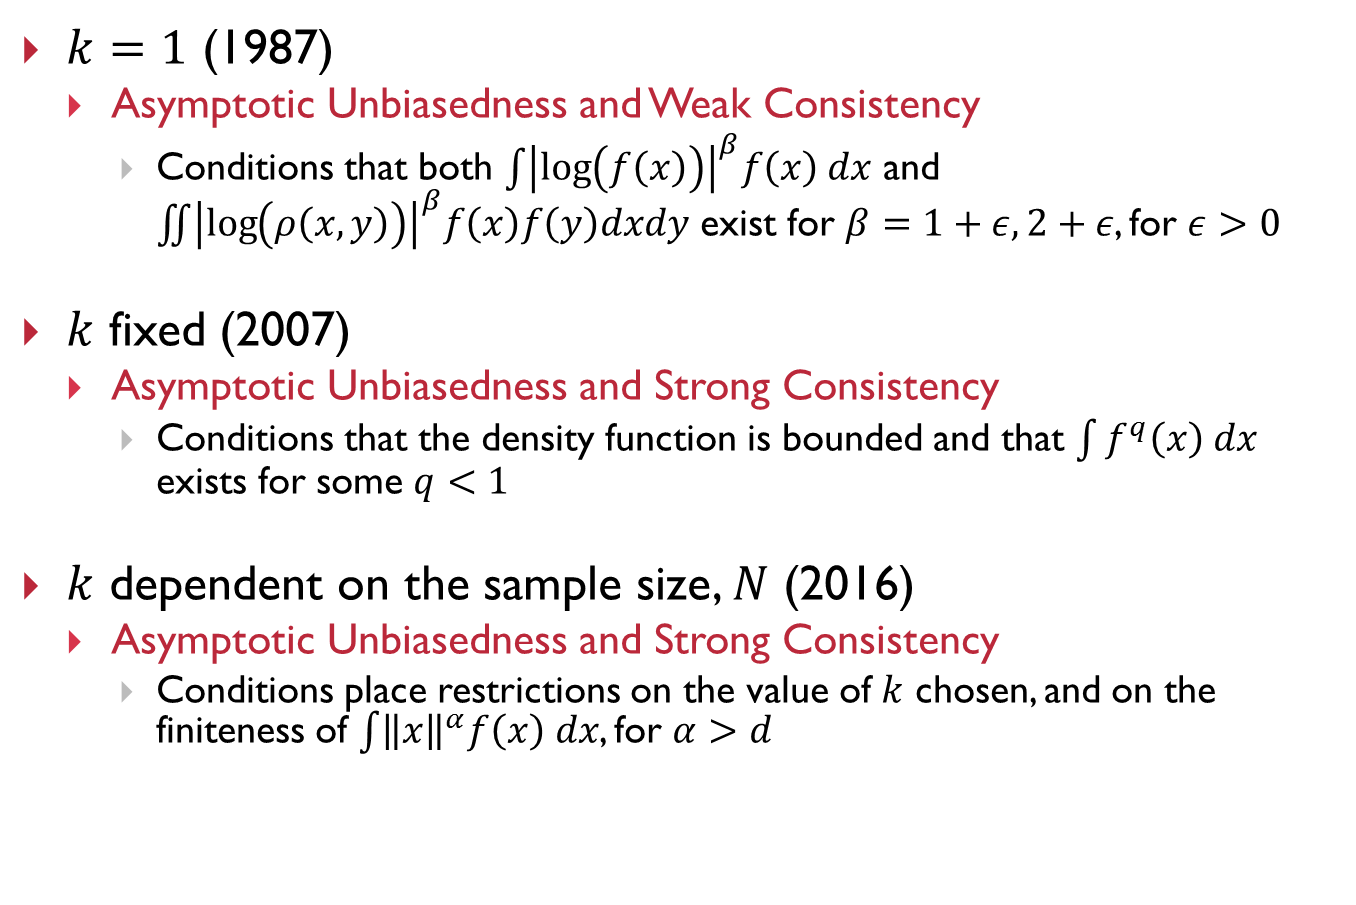 k = 1 (1987)
Asymptotic Unbiasedness and Weak Consistency
Conditions that both ∫|log(f(x))|^β f(x) dx and
∬|log(ρ(x, y))|^β f(x)f(y)dxdy exist for β = 1 + ϵ, 2 + ϵ, for ϵ > 0
k fixed (2007)
Asymptotic Unbiasedness and Strong Consistency
Conditions that the density function is bounded and that ∫ f^q(x) dx
exists for some q < 1
k dependent on the sample size, N (2016)
Asymptotic Unbiasedness and Strong Consistency
Conditions place restrictions on the value of k chosen, and on the
finiteness of ∫‖x‖^α f(x) dx, for α > d